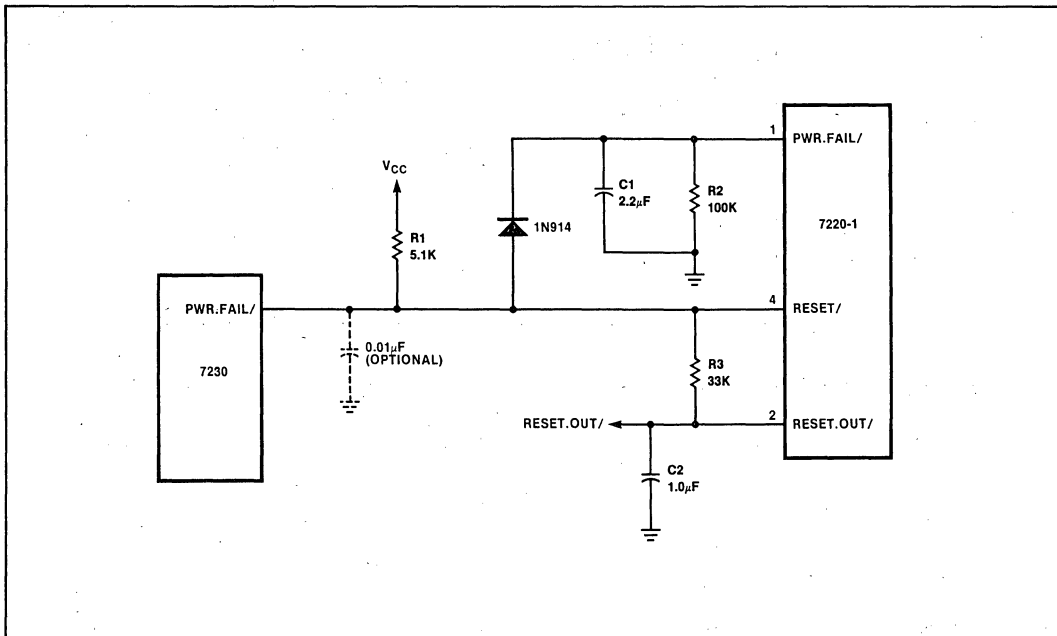 1
PWR.FAIL/
VCC
C1
2.2µF
R2
100K
7220-1
1N914
R1
5.1K
PWR.FAIL/
4
RESET/
0.01µF
(OPTIONAL)
7230
R3
33K
RESET.OUT/
2
RESET.OUT/
C2
1.0µF